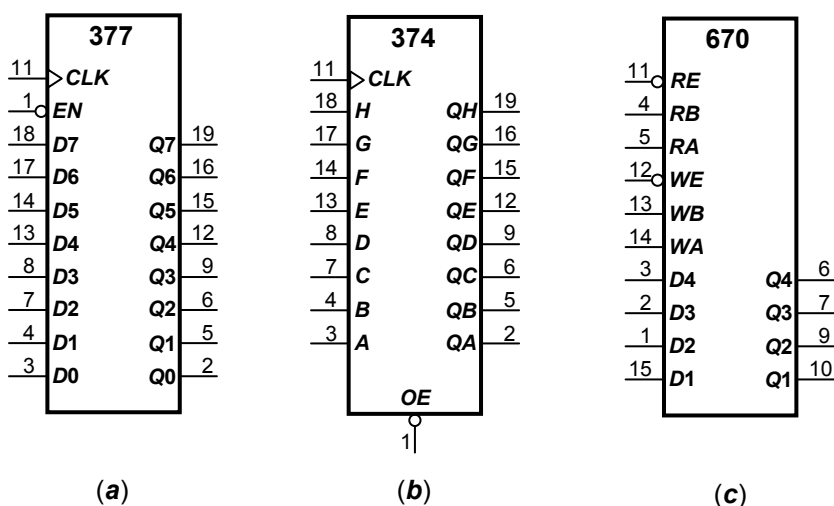 377
11 CLK
1 EN
18 D7 Q7 19
17 D6 Q6 16
14 D5 Q5 15
13 D4 Q4 12
8 D3 Q3 9
7 D2 Q2 6
4 D1 Q1 5
3 D0 Q0 2
(a)
374
11 CLK
18 H QH 19
17 G QG 16
14 F QF 15
13 E QE 12
8 D QD 9
7 C QC 6
4 B QB 5
3 A QA 2
OE
1
(b)
670
11 RE
4 RB
5 RA
12 WE
13 WB
14 WA
3 D4 Q4 6
2 D3 Q3 7
1 D2 Q2 9
15 D1 Q1 10
(c)